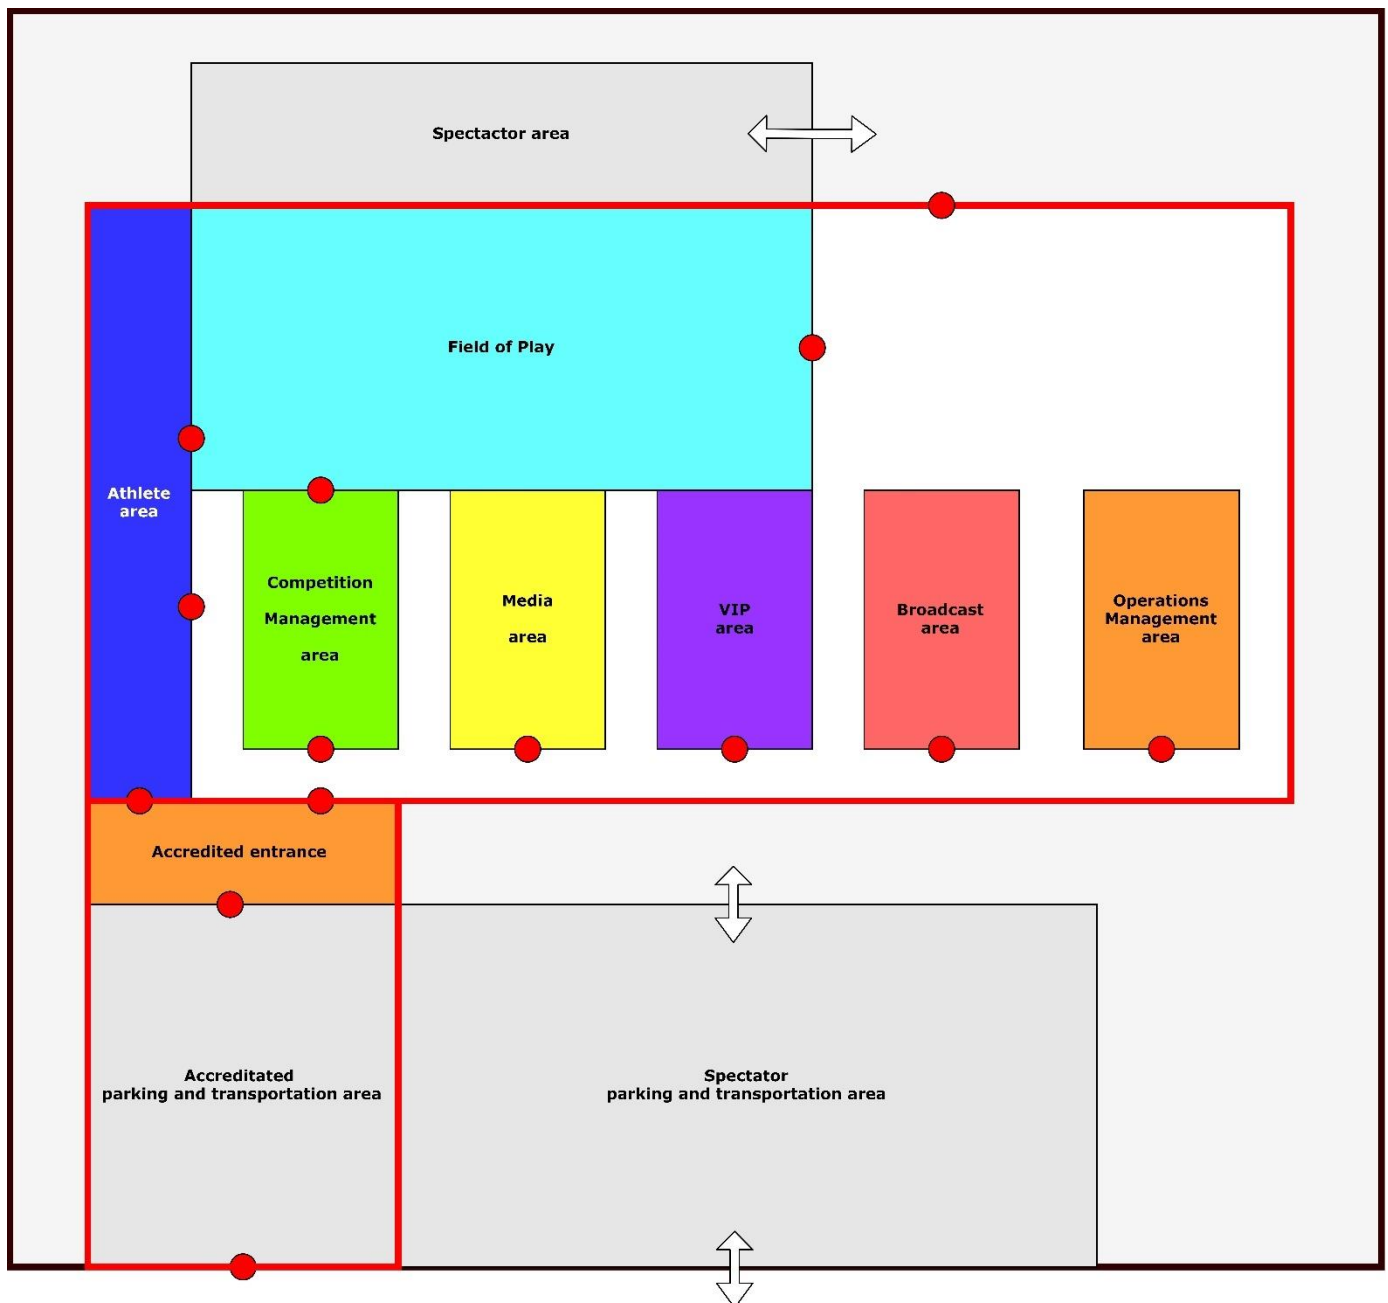 Spectactor area
Field of Play
Athlete
area
Competition
Management
area
Media
area
VIP
area
Broadcast
area
Operations
Management
area
Accredited entrance
Accreditated
parking and transportation area
Spectator
parking and transportation area